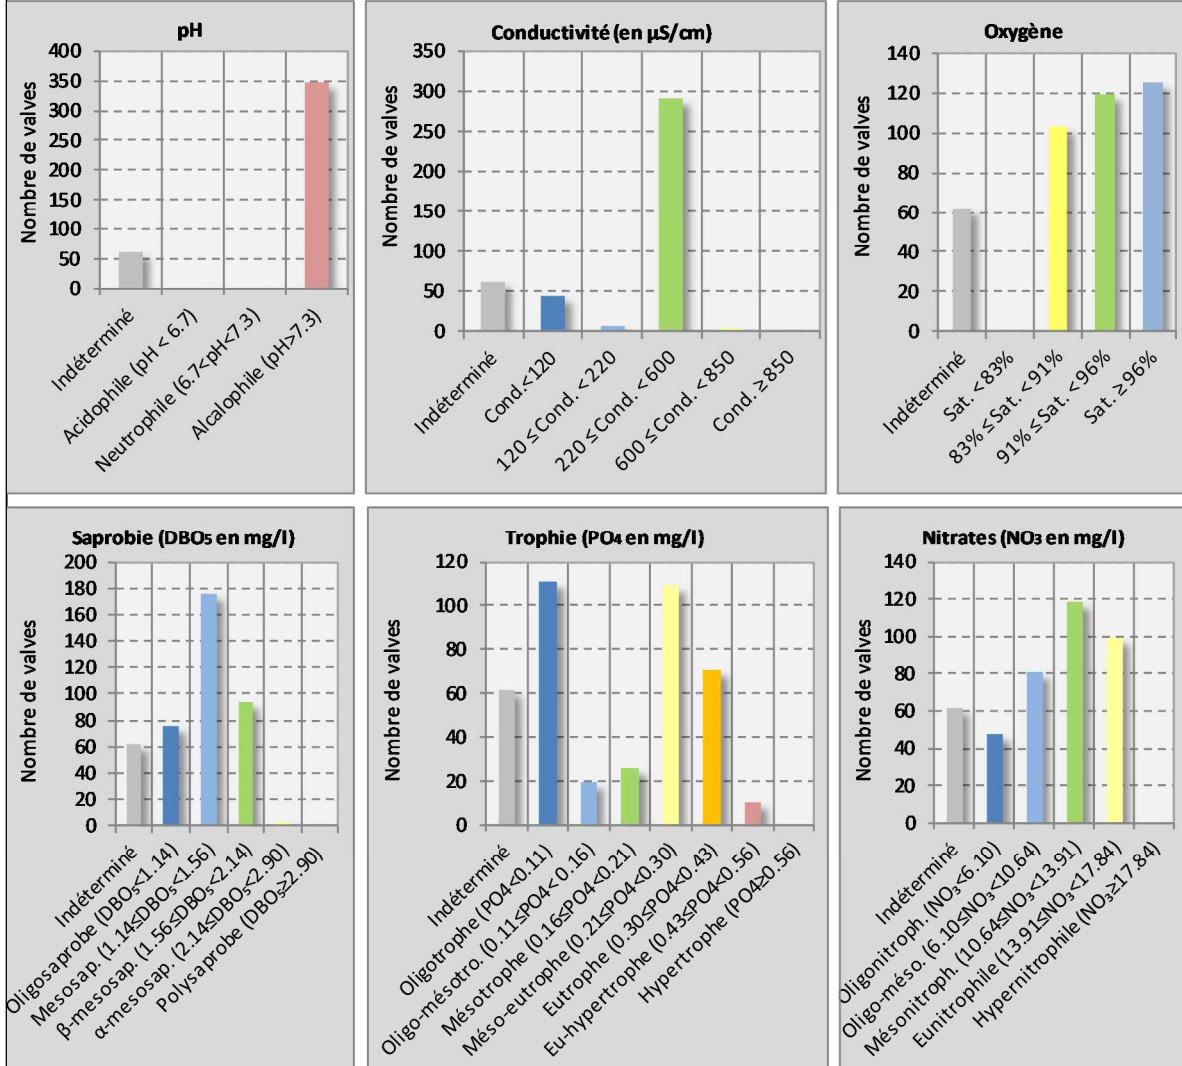 pH
Nombre de valves
400
350
300
250
200
150
100
50
0
Indéterminé
Acidophile (pH < 6.7)
Neutrophile (6.7<pH<7.3)
Alcalophile (pH>7.3)
Conductivité (en µS/cm)
Nombre de valves
350
300
250
200
150
100
50
0
Indéterminé
Cond.<120
120 ≤ Cond. < 220
220 ≤ Cond. < 600
600 ≤ Cond. < 850
Cond. ≥ 850
Oxygène
Nombre de valves
140
120
100
80
60
40
20
0
Indéterminé
Sat. < 83%
83% ≤ Sat. < 91%
91% ≤ Sat. < 96%
Sat. ≥ 96%
Saprobie (DBO₅ en mg/l)
Nombre de valves
200
180
160
140
120
100
80
60
40
20
0
Indéterminé
Oligosaprobe (DBO₅<1.14)
Mesosap. (1.14≤DBO₅<1.56)
β-mesosap. (1.56≤DBO₅<2.14)
α-mesosap. (2.14≤DBO₅≤2.90)
Polysaprobe (DBO₅≥2.90)
Trophie (PO₄ en mg/l)
Nombre de valves
120
100
80
60
40
20
0
Indéterminé
Oligotrophe (PO4<0.11)
Oligo-mésotro. (0.11≤PO4< 0.16)
Mésotrophe (0.16≤PO4<0.21)
Méso-eutrophe (0.21≤PO4<0.30)
Eutrophe (0.30≤PO4<0.43)
Eu-hypertrophe (0.43≤PO4<0.56)
Hypertrophe (PO4≥0.56)
Nitrates (NO₃ en mg/l)
Nombre de valves
140
120
100
80
60
40
20
0
Indéterminé
Oligonitroph. (NO₃<6.10)
Oligo-méso. (6.10≤NO₃<10.64)
Mésonitroph. (10.64≤NO₃<13.91)
Eunitrophile (13.91≤NO₃<17.84)
Hypernitrophile (NO₃≥17.84)